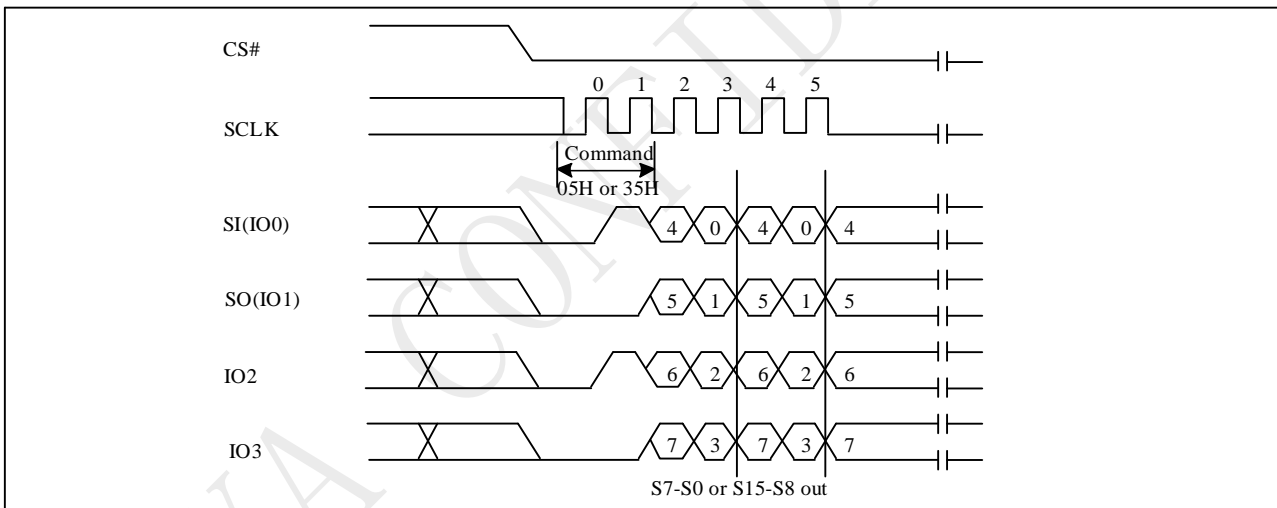 CS#
0 1 2 3 4 5
SCLK
Command
05H or 35H
SI(IO0) 4 0 4 0 4
SO(IO1) 5 1 5 1 5
IO2 6 2 6 2 6
IO3 7 3 7 3 7
S7-S0 or S15-S8 out